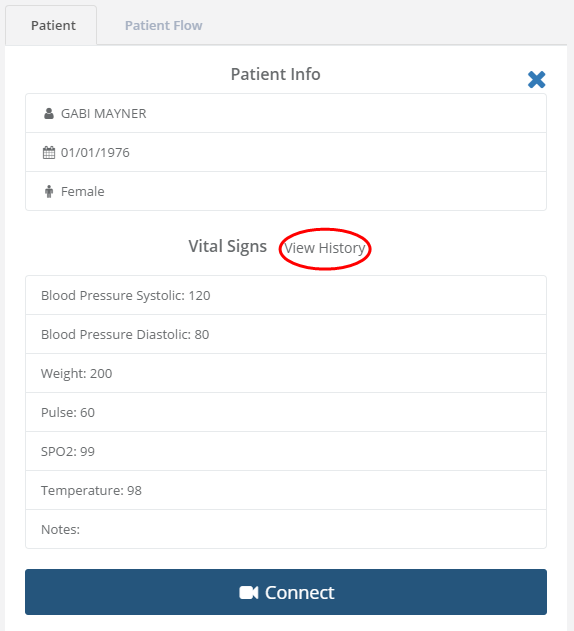 Patient
Patient Flow
Patient Info
GABI MAYNER
01/01/1976
Female
Vital Signs View History
Blood Pressure Systolic: 120
Blood Pressure Diastolic: 80
Weight: 200
Pulse: 60
SPO2: 99
Temperature: 98
Notes:
Connect